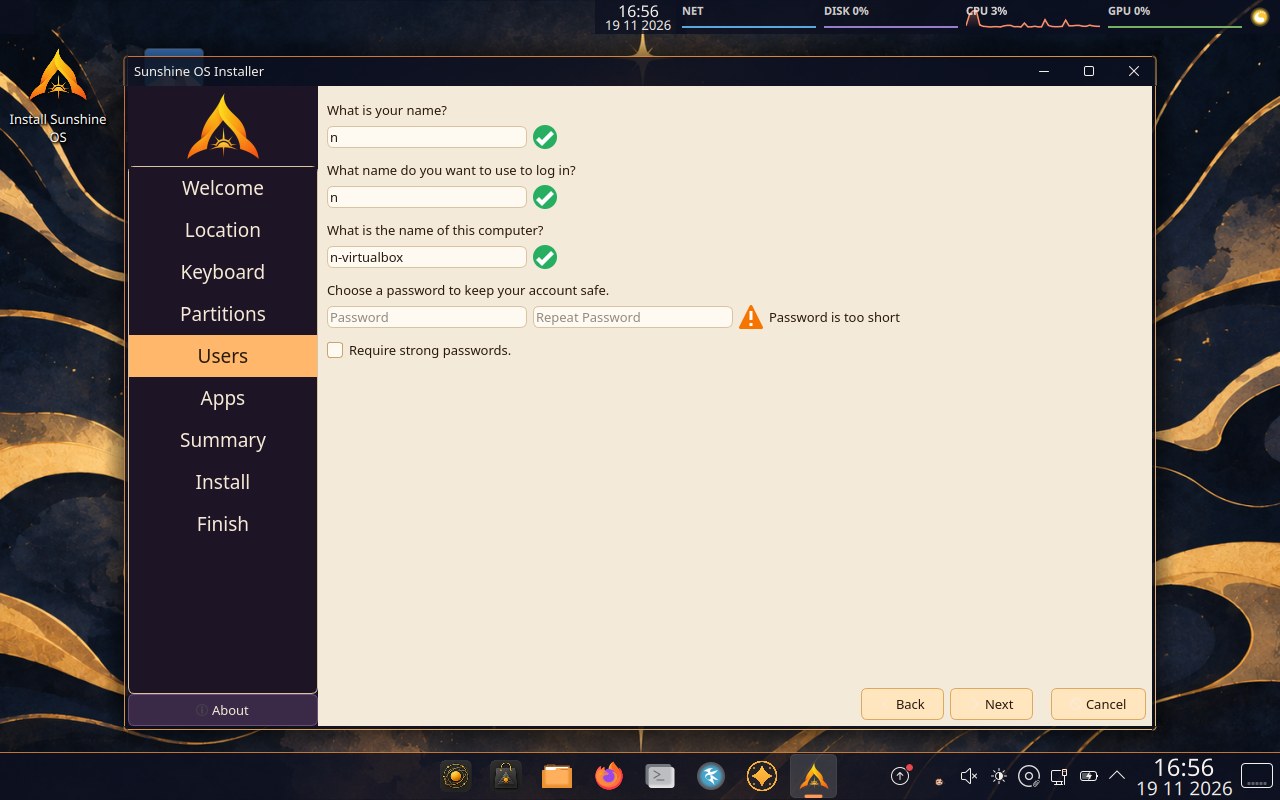 16:56
19 11 2026
NET
DISK 0%
CPU 3%
GPU 0%
Install Sunshine
OS
Sunshine OS Installer
Welcome
Location
Keyboard
Partitions
Users
Apps
Summary
Install
Finish
About
What is your name?
n
What name do you want to use to log in?
n
What is the name of this computer?
n-virtualbox
Choose a password to keep your account safe.
Password
Repeat Password
Password is too short
Require strong passwords.
Back
Next
Cancel
16:56
19 11 2026